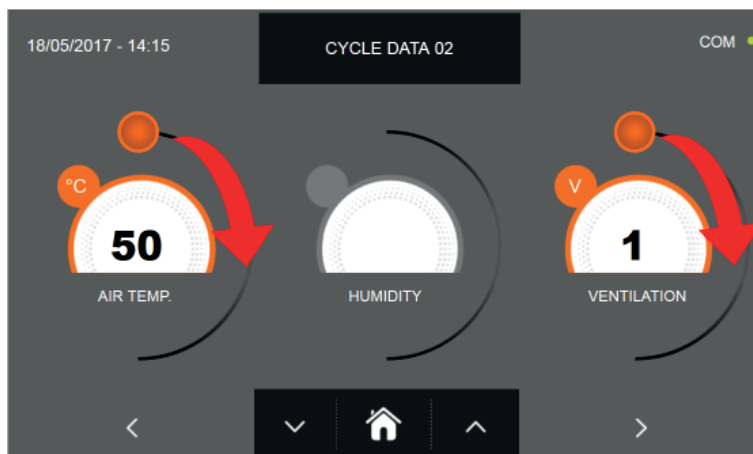 18/05/2017 - 14:15
CYCLE DATA 02
COM
°C
50
AIR TEMP.
HUMIDITY
V
1
VENTILATION